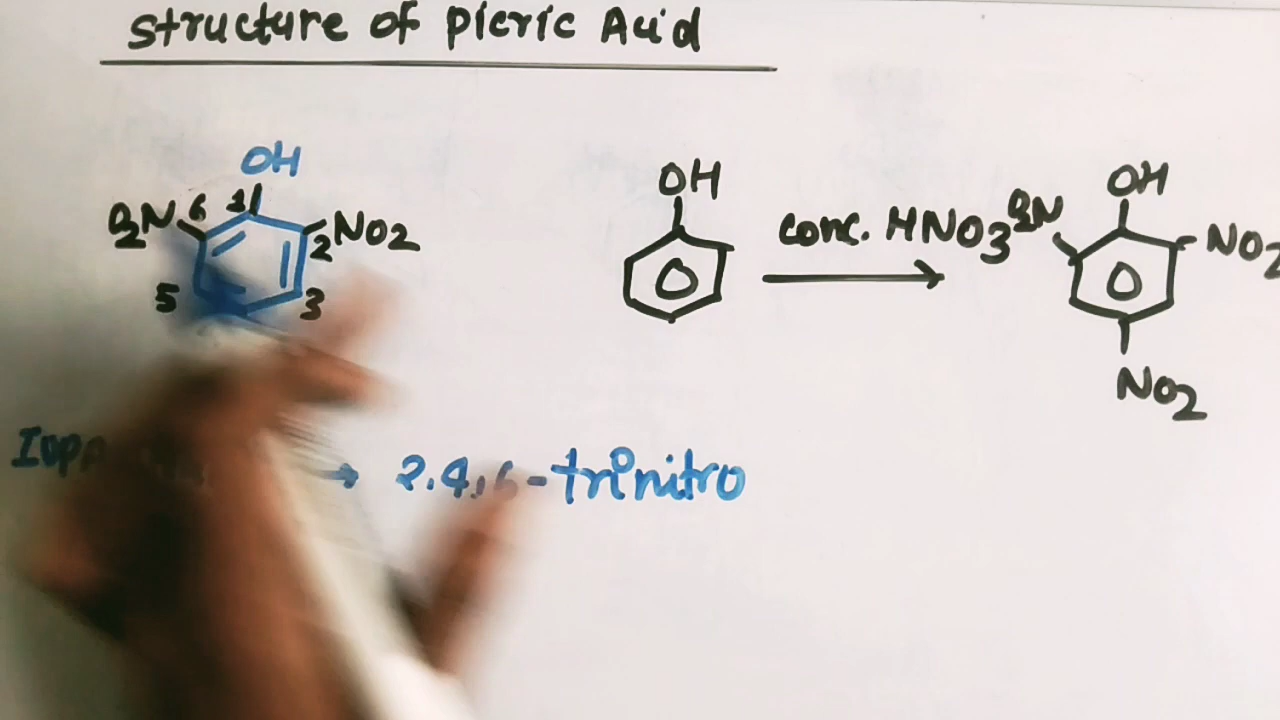 structure of picric Acid
OH
O2N 6 1 NO2
2
5 3
OH
conc. HNO3
OH
O2N NO2
NO2
→ 2,4,6-trinitro